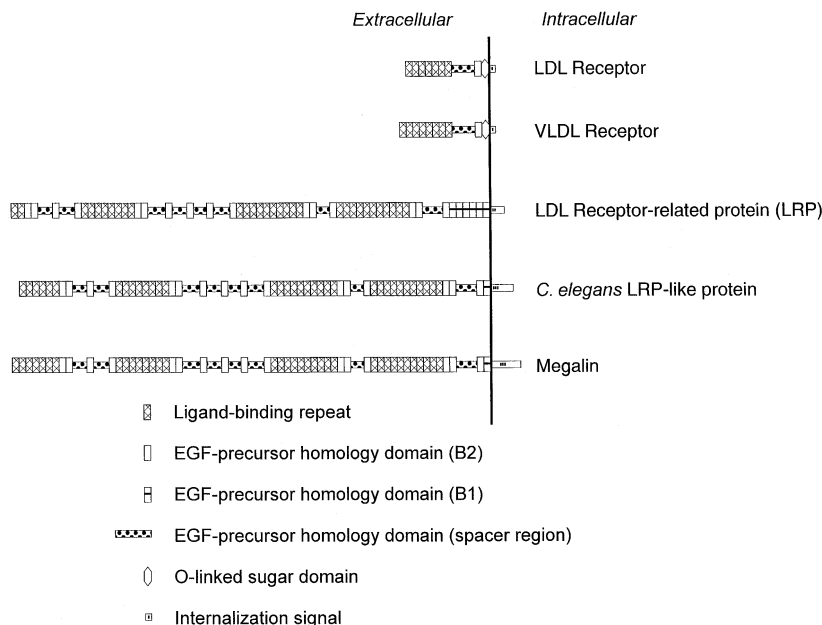 Extracellular Intracellular
LDL Receptor
VLDL Receptor
LDL Receptor-related protein (LRP)
C. elegans LRP-like protein
Megalin
Ligand-binding repeat
EGF-precursor homology domain (B2)
EGF-precursor homology domain (B1)
EGF-precursor homology domain (spacer region)
O-linked sugar domain
Internalization signal